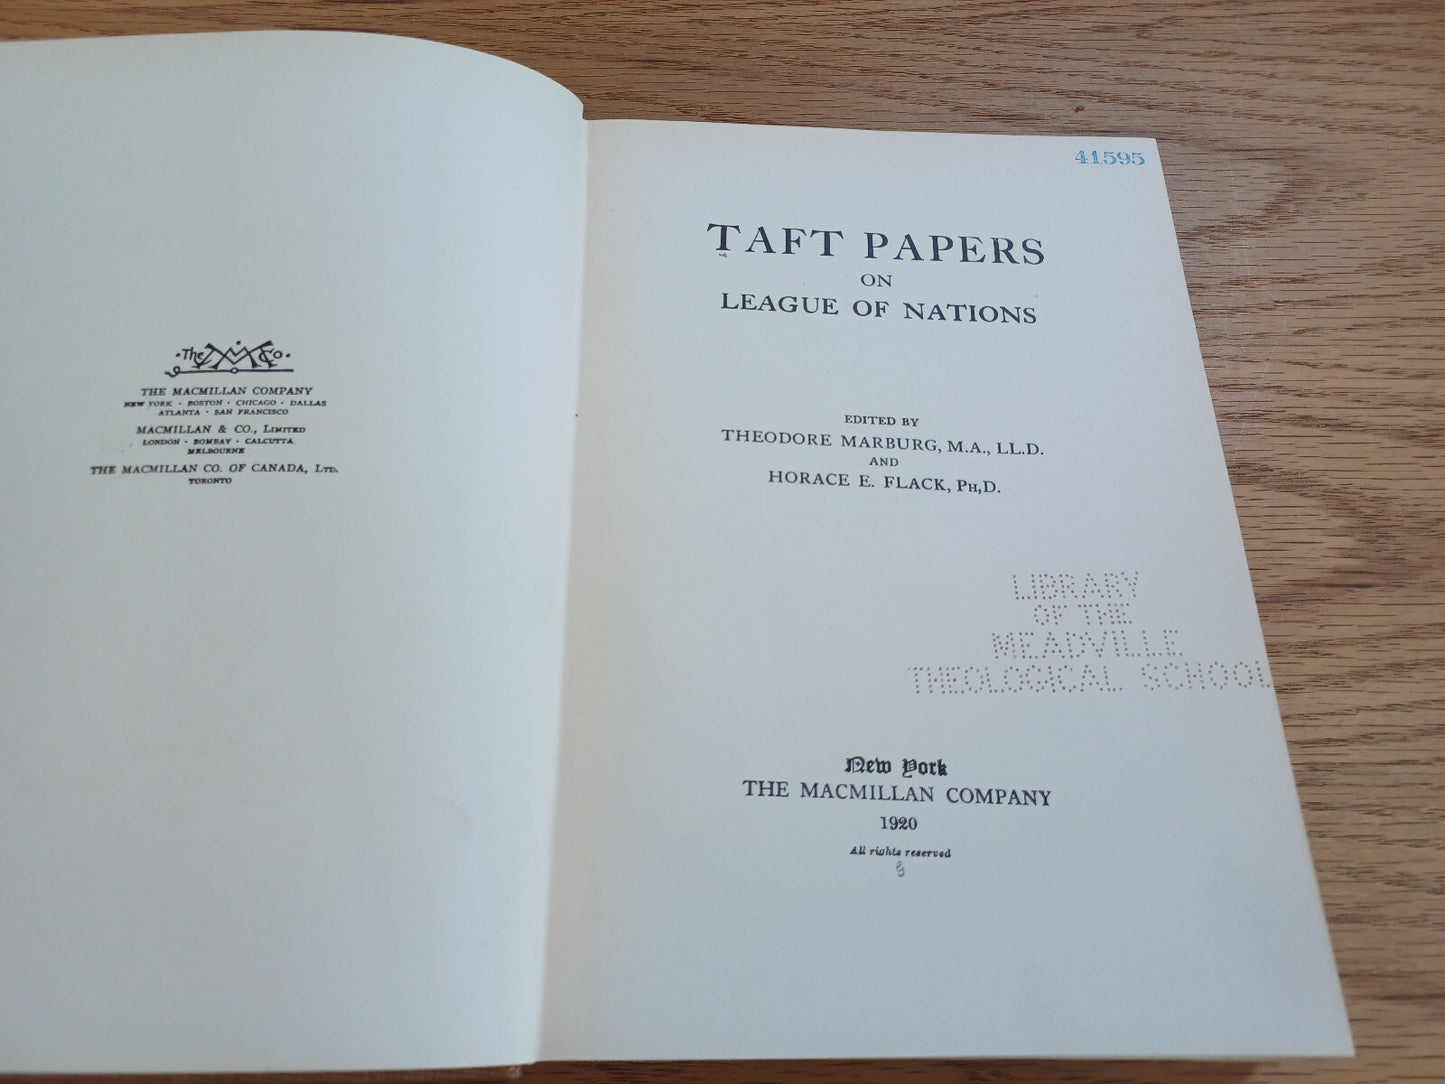 ·The M Co·
THE MACMILLAN COMPANY
NEW YORK · BOSTON · CHICAGO · DALLAS
ATLANTA · SAN FRANCISCO
MACMILLAN & CO., LIMITED
LONDON · BOMBAY · CALCUTTA
MELBOURNE
THE MACMILLAN CO. OF CANADA, LTD.
TORONTO
41595
TAFT PAPERS
ON
LEAGUE OF NATIONS
EDITED BY
THEODORE MARBURG, M.A., LL.D.
AND
HORACE E. FLACK, PH,D.
LIBRARY
OF THE
MEADVILLE
THEOLOGICAL SCHOOL
New York
THE MACMILLAN COMPANY
1920
All rights reserved